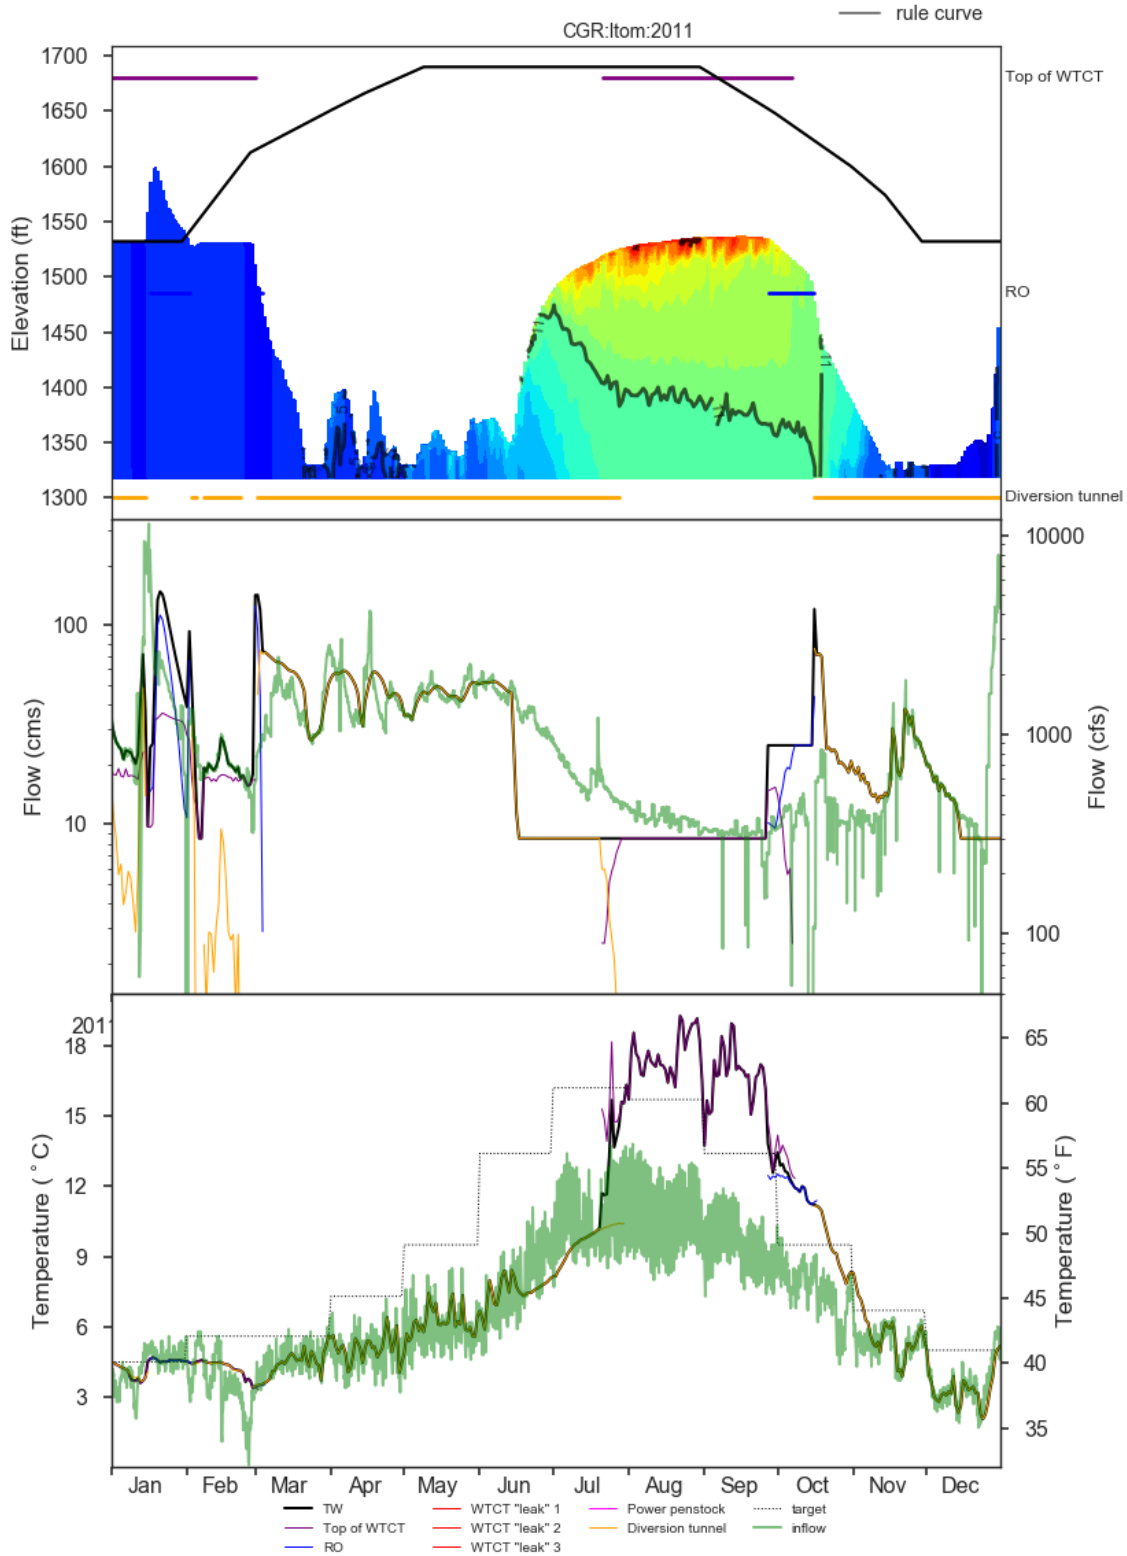 rule curve
CGR:ltom:2011
1700
1650
1600
1550
1500
1450
1400
1350
1300
Elevation (ft)
Top of WTCT
RO
Diversion tunnel
100
10
Flow (cms)
10000
1000
100
Flow (cfs)
201
18
15
12
9
6
3
Temperature ( ° C)
65
60
55
50
45
40
35
Temperature ( ° F)
Jan Feb Mar Apr May Jun Jul Aug Sep Oct Nov Dec
TW WTCT "leak" 1 Power penstock target
Top of WTCT WTCT "leak" 2 Diversion tunnel inflow
RO WTCT "leak" 3